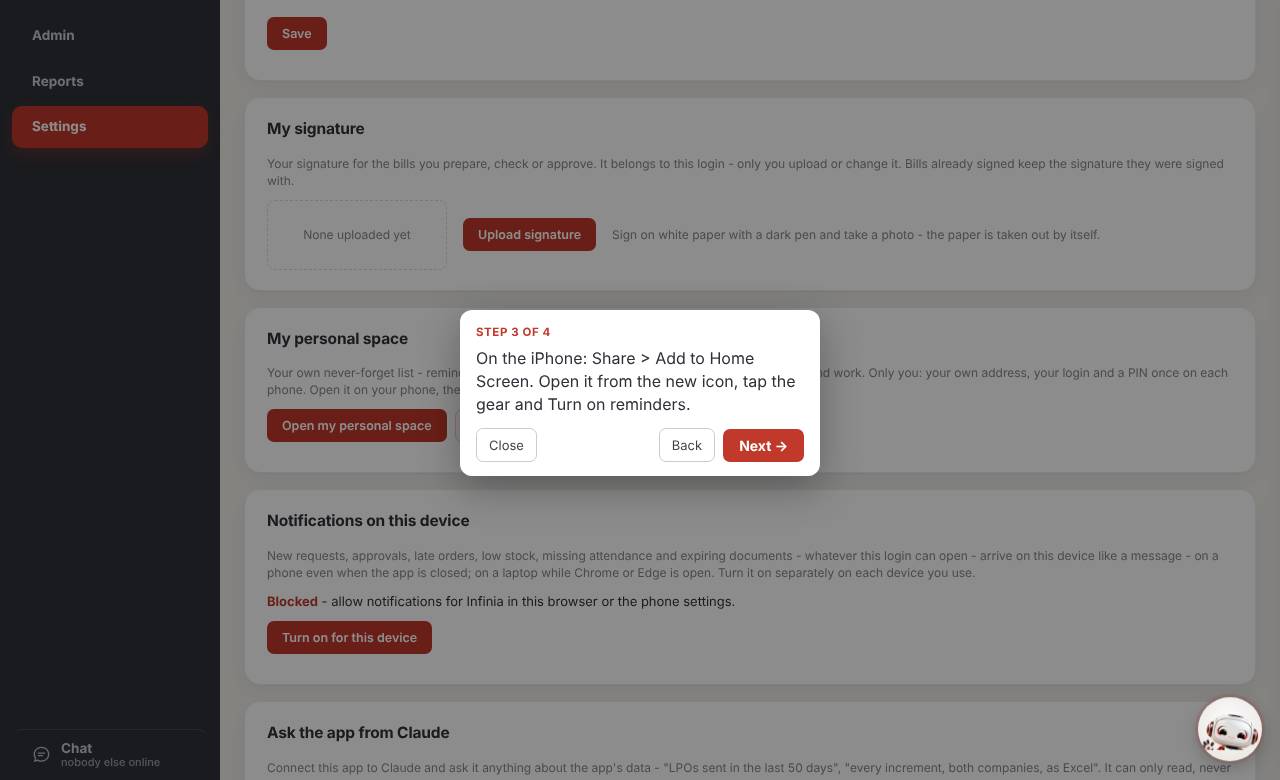 Admin
Reports
Settings
Chat
nobody else online
Save
My signature
Your signature for the bills you prepare, check or approve. It belongs to this login - only you upload or change it. Bills already signed keep the signature they were signed
with.
None uploaded yet
Upload signature
Sign on white paper with a dark pen and take a photo - the paper is taken out by itself.
My personal space
Your own never-forget list - remin
nd work. Only you: your own address, your login and a PIN once on each
phone. Open it on your phone, the
Open my personal space
STEP 3 OF 4
On the iPhone: Share > Add to Home
Screen. Open it from the new icon, tap the
gear and Turn on reminders.
Close
Back
Next →
Notifications on this device
New requests, approvals, late orders, low stock, missing attendance and expiring documents - whatever this login can open - arrive on this device like a message - on a
phone even when the app is closed; on a laptop while Chrome or Edge is open. Turn it on separately on each device you use.
Blocked - allow notifications for Infinia in this browser or the phone settings.
Turn on for this device
Ask the app from Claude
Connect this app to Claude and ask it anything about the app's data - "LPOs sent in the last 50 days", "every increment, both companies, as Excel". It can only read, never